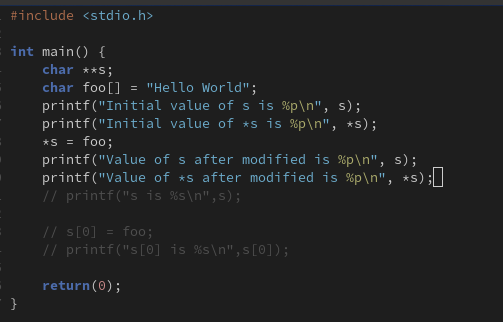 #include <stdio.h>
int main() {
    char **s;
    char foo[] = "Hello World";
    printf("Initial value of s is %p\n", s);
    printf("Initial value of *s is %p\n", *s);
    *s = foo;
    printf("Value of s after modified is %p\n", s);
    printf("Value of *s after modified is %p\n", *s);
    // printf("s is %s\n",s);
    // s[0] = foo;
    // printf("s[0] is %s\n",s[0]);
    return(0);
}